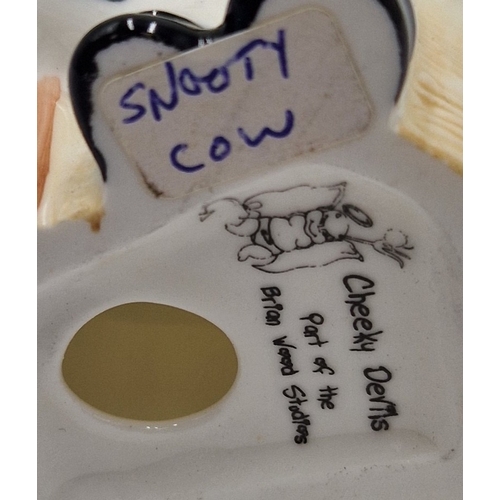 SNOOTY
COW
Cheeky Devils
Part of the
Brian Wood Studios